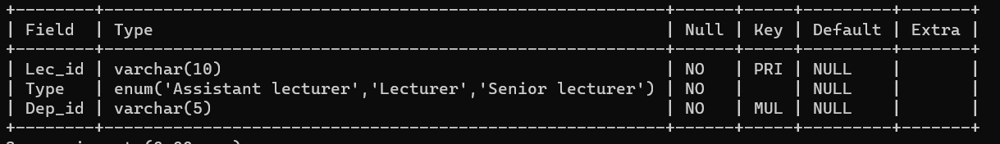 +--------+---------------------------------------------------------+------+-----+---------+-------+
| Field  | Type                                                    | Null | Key | Default | Extra |
+--------+---------------------------------------------------------+------+-----+---------+-------+
| Lec_id | varchar(10)                                             | NO   | PRI | NULL    |       |
| Type   | enum('Assistant lecturer','Lecturer','Senior lecturer') | NO   |     | NULL    |       |
| Dep_id | varchar(5)                                              | NO   | MUL | NULL    |       |
+--------+---------------------------------------------------------+------+-----+---------+-------+